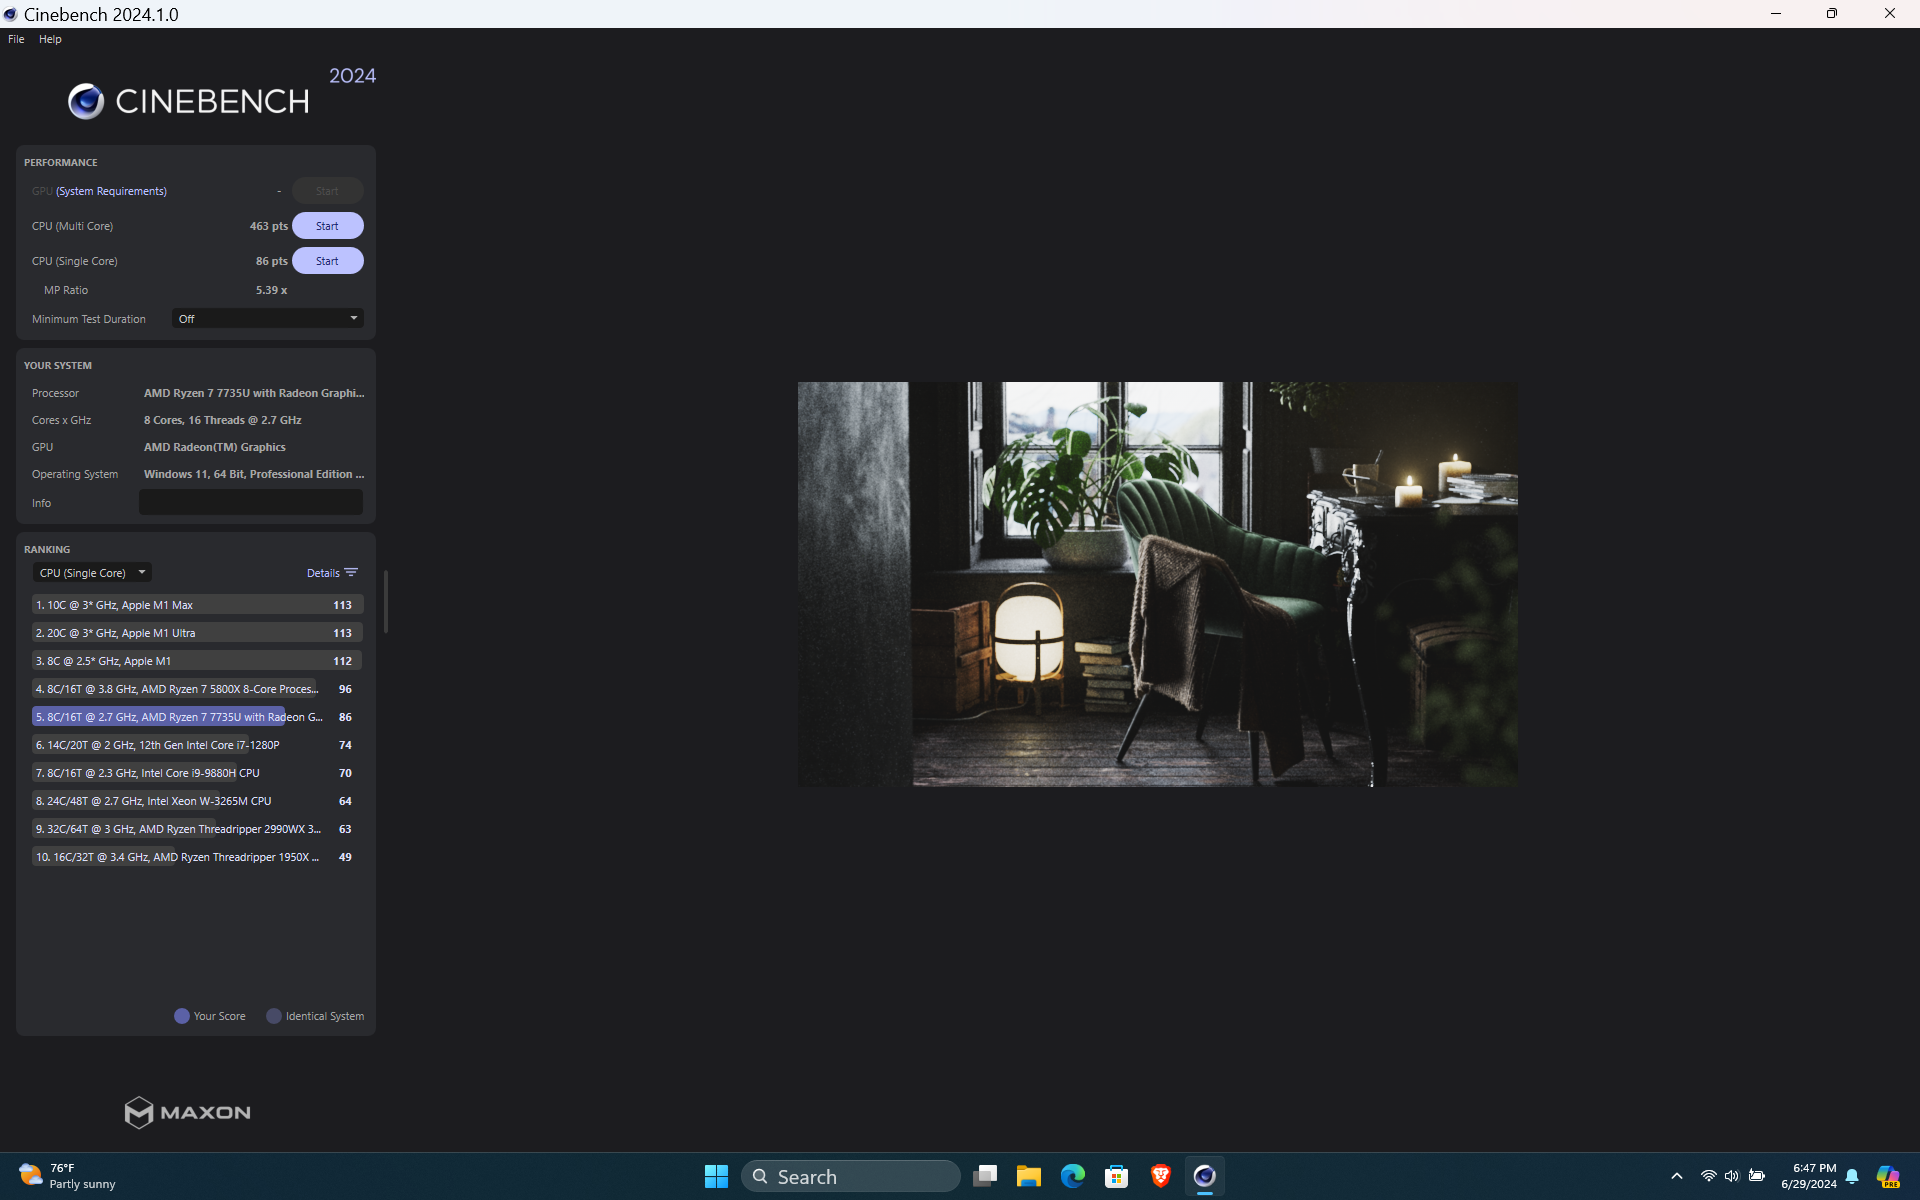 Cinebench 2024.1.0
File Help
2024
CINEBENCH
PERFORMANCE
GPU (System Requirements) - Start
CPU (Multi Core) 463 pts Start
CPU (Single Core) 86 pts Start
MP Ratio 5.39 x
Minimum Test Duration Off
YOUR SYSTEM
Processor AMD Ryzen 7 7735U with Radeon Graphi...
Cores x GHz 8 Cores, 16 Threads @ 2.7 GHz
GPU AMD Radeon(TM) Graphics
Operating System Windows 11, 64 Bit, Professional Edition ...
Info
RANKING
CPU (Single Core) Details
1. 10C @ 3* GHz, Apple M1 Max 113
2. 20C @ 3* GHz, Apple M1 Ultra 113
3. 8C @ 2.5* GHz, Apple M1 112
4. 8C/16T @ 3.8 GHz, AMD Ryzen 7 5800X 8-Core Proces... 96
5. 8C/16T @ 2.7 GHz, AMD Ryzen 7 7735U with Radeon G... 86
6. 14C/20T @ 2 GHz, 12th Gen Intel Core i7-1280P 74
7. 8C/16T @ 2.3 GHz, Intel Core i9-9880H CPU 70
8. 24C/48T @ 2.7 GHz, Intel Xeon W-3265M CPU 64
9. 32C/64T @ 3 GHz, AMD Ryzen Threadripper 2990WX 3... 63
10. 16C/32T @ 3.4 GHz, AMD Ryzen Threadripper 1950X ... 49
Your Score Identical System
MAXON
76°F
Partly sunny
Search
6:47 PM
6/29/2024
PRE